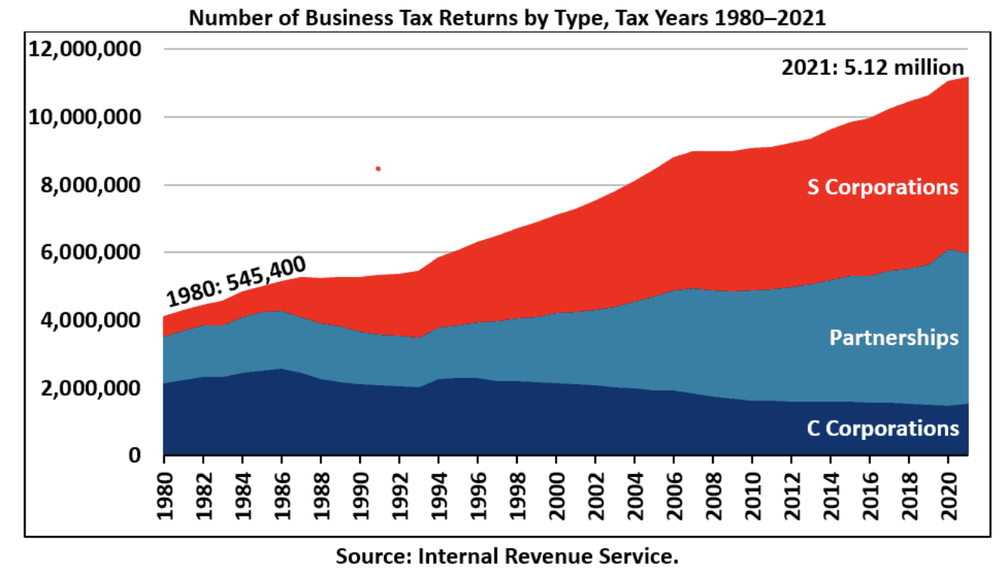 Number of Business Tax Returns by Type, Tax Years 1980–2021
12,000,000
2021: 5.12 million
10,000,000
8,000,000
S Corporations
6,000,000
1980: 545,400
4,000,000
Partnerships
2,000,000
C Corporations
0
1980 1982 1984 1986 1988 1990 1992 1994 1996 1998 2000 2002 2004 2006 2008 2010 2012 2014 2016 2018 2020
Source: Internal Revenue Service.